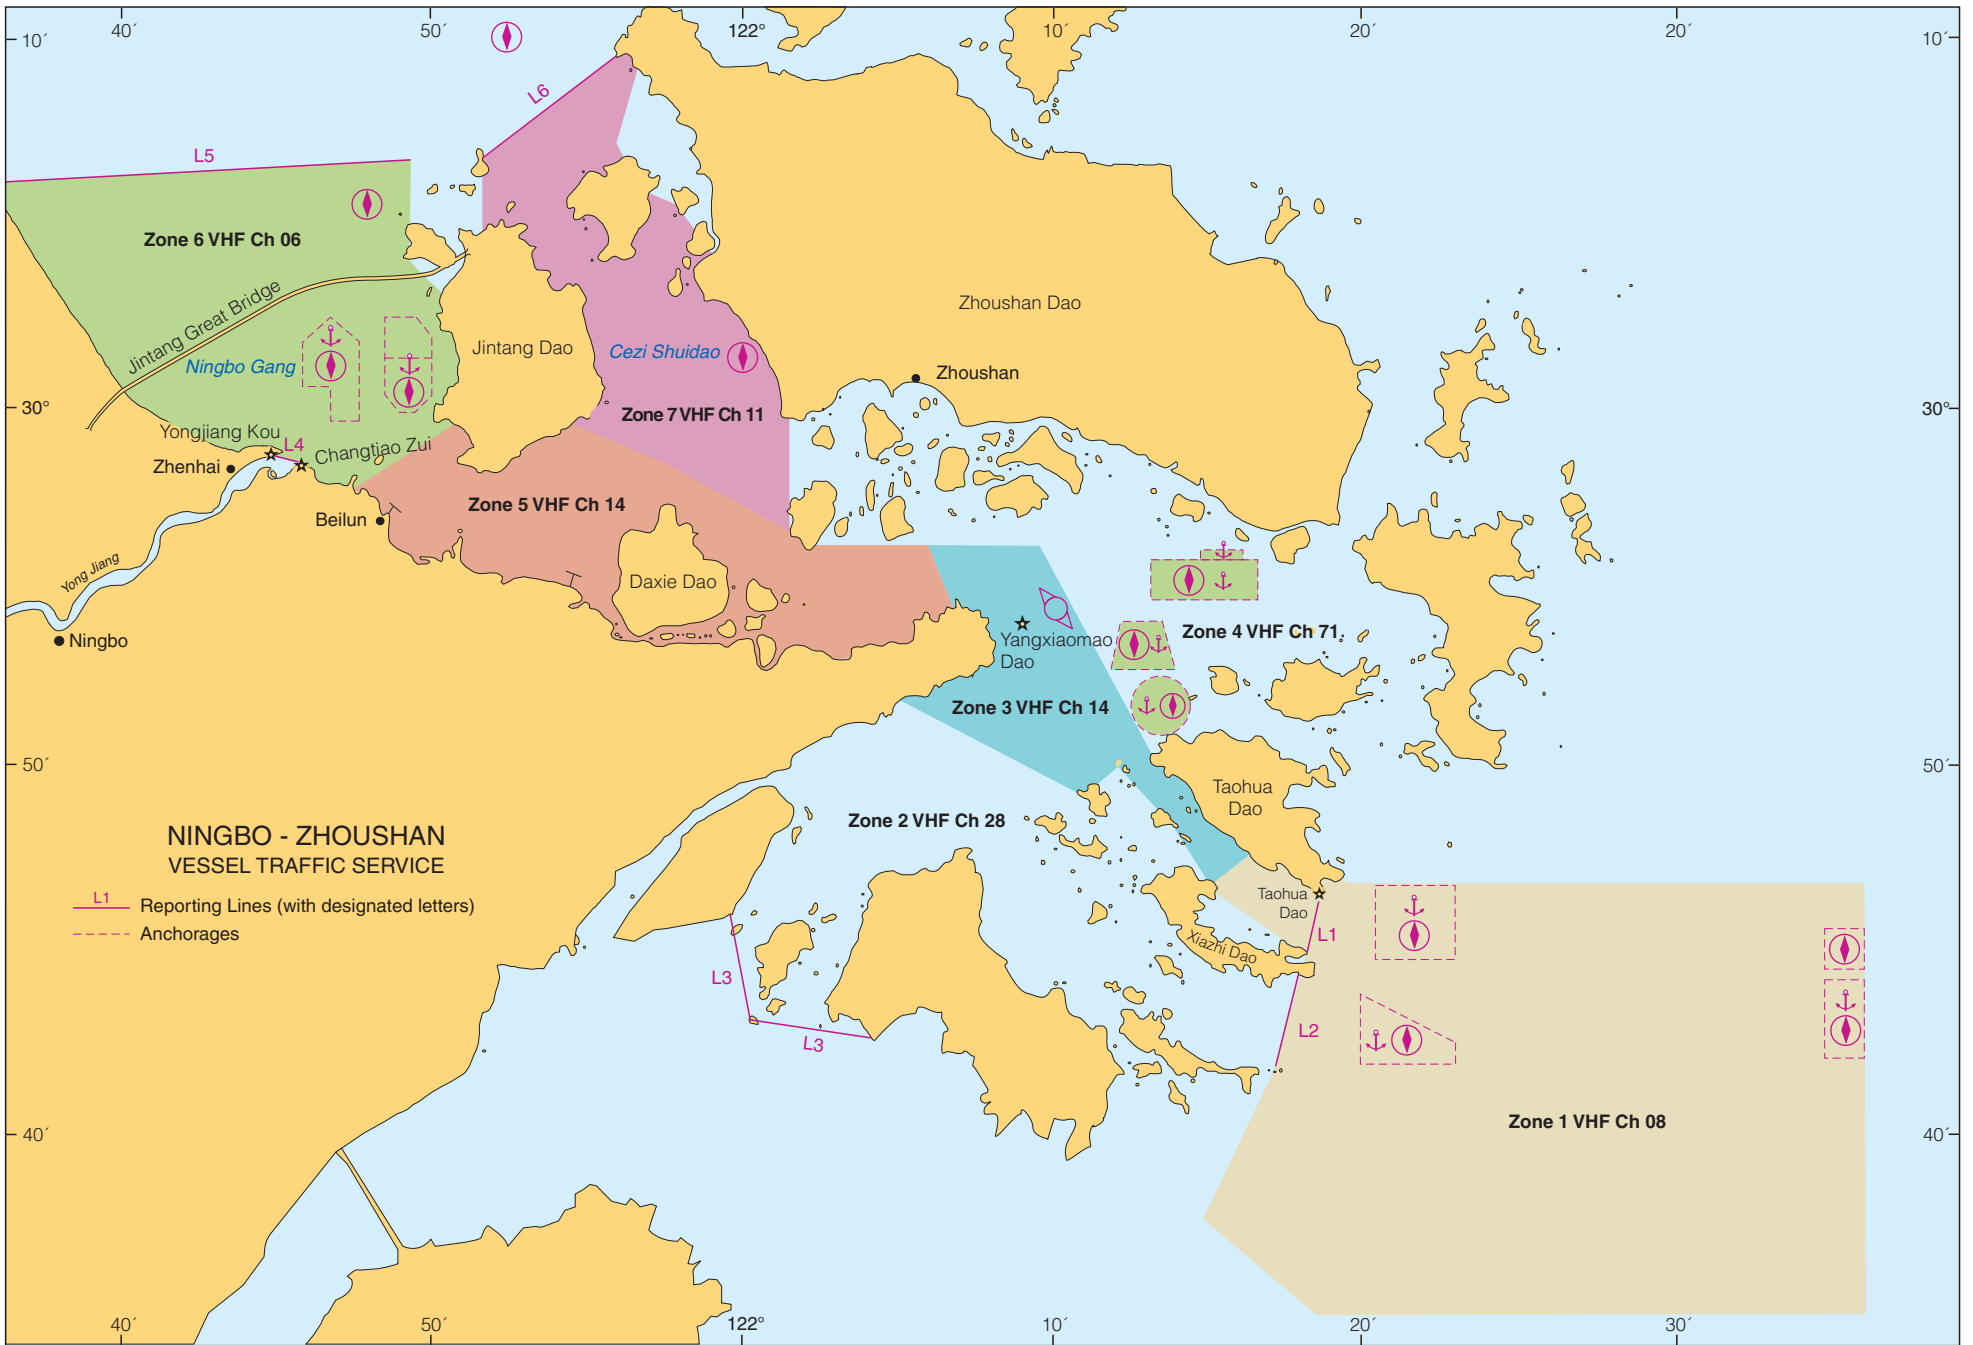 40´
50´
122°
10´
20´
20´
10´
10´
L6
L5
Zone 6 VHF Ch 06
Jintang Great Bridge
Zhoushan Dao
Jintang Dao
Cezi Shuidao
Ningbo Gang
Zhoushan
30°
30°
Zone 7 VHF Ch 11
Yongjiang Kou
L4
Changtiao Zui
Zhenhai
Zone 5 VHF Ch 14
Beilun
Yong Jiang
Daxie Dao
Ningbo
Zone 4 VHF Ch 71
Yangxiaomao
Dao
Zone 3 VHF Ch 14
50´
50´
Taohua
Dao
Zone 2 VHF Ch 28
NINGBO - ZHOUSHAN
VESSEL TRAFFIC SERVICE
L1
Reporting Lines (with designated letters)
Anchorages
Taohua
Dao
L1
Xiazhi Dao
L3
L2
L3
Zone 1 VHF Ch 08
40´
40´
40´
50´
122°
10´
20´
30´